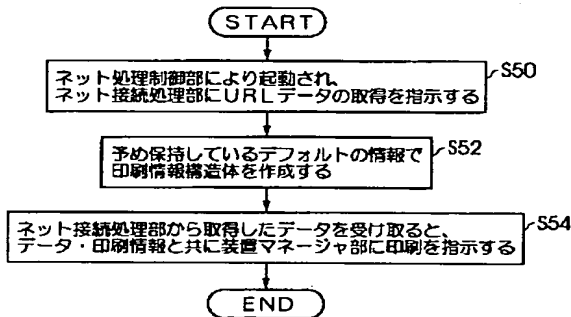 START
ネット処理制御部により起動され、
ネット接続処理部にURLデータの取得を指示する
S50
予め保持しているデフォルトの情報で
印刷情報構造体を作成する
S52
ネット接続処理部から取得したデータを受け取ると、
データ・印刷情報と共に装置マネージャ部に印刷を指示する
S54
END